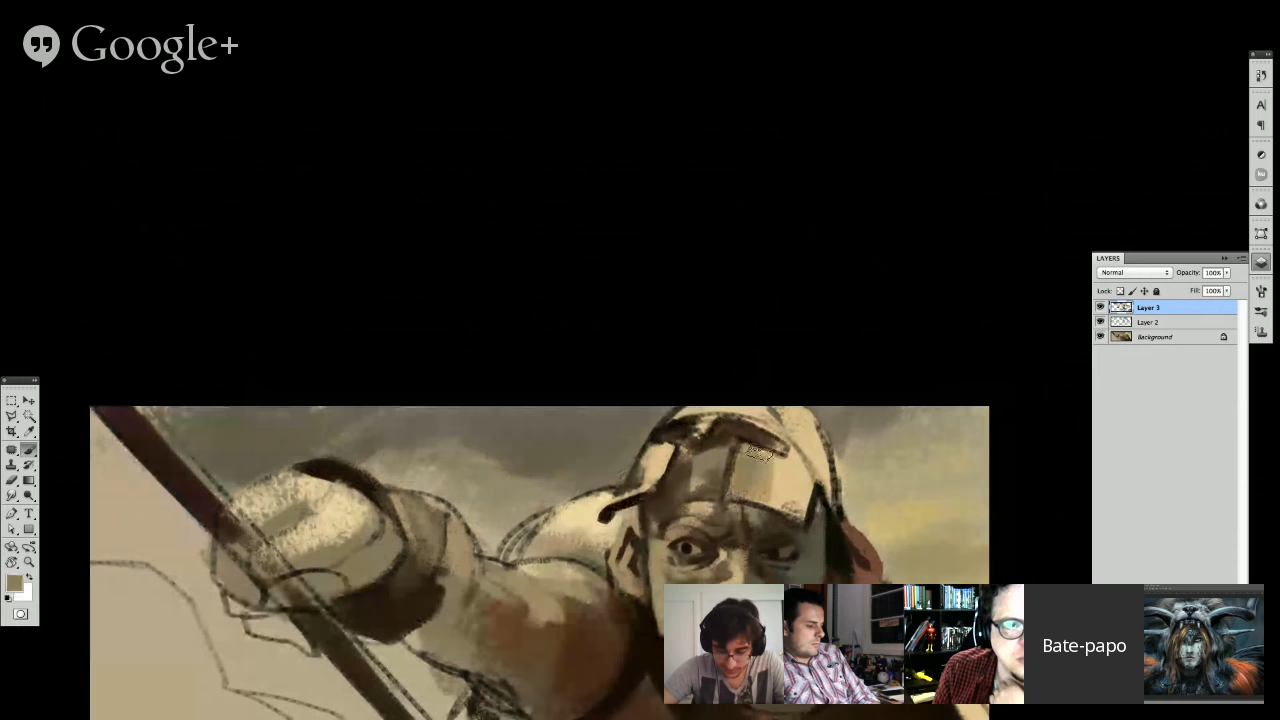 Google+
A
LAYERS
Normal
Opacity: 100%
Lock:
Fill: 100%
Layer 3
Layer 2
Background
T
Bate-papo